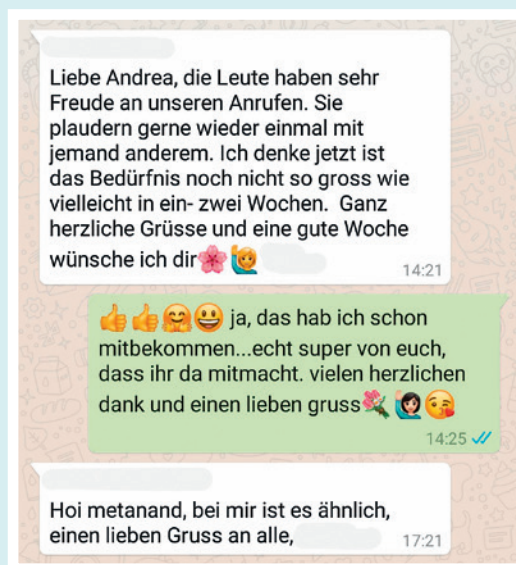 Liebe Andrea, die Leute haben sehr
Freude an unseren Anrufen. Sie
plaudern gerne wieder einmal mit
jemand anderem. Ich denke jetzt ist
das Bedürfnis noch nicht so gross wie
vielleicht in ein- zwei Wochen. Ganz
herzliche Grüsse und eine gute Woche
wünsche ich dir🌸🙋
14:21
👍👍🤗😃 ja, das hab ich schon
mitbekommen...echt super von euch,
dass ihr da mitmacht. vielen herzlichen
dank und einen lieben gruss💐🙋🏻😘
14:25
Hoi metanand, bei mir ist es ähnlich,
einen lieben Gruss an alle,
17:21